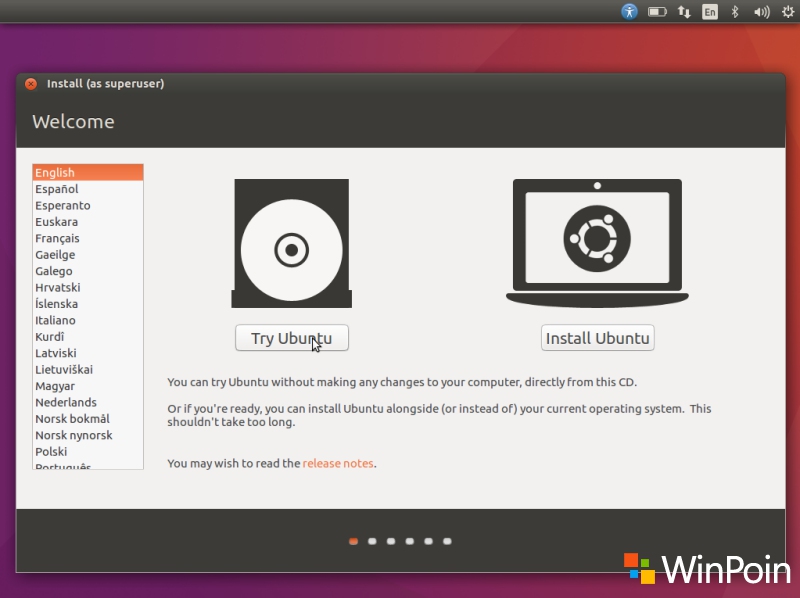 En
Install (as superuser)
Welcome
English
Español
Esperanto
Euskara
Français
Gaeilge
Galego
Hrvatski
Íslenska
Italiano
Kurdî
Latviski
Lietuviškai
Magyar
Nederlands
Norsk bokmål
Norsk nynorsk
Polski
Português
Try Ubuntu
Install Ubuntu
You can try Ubuntu without making any changes to your computer, directly from this CD.
Or if you're ready, you can install Ubuntu alongside (or instead of) your current operating system. This
shouldn't take too long.
You may wish to read the release notes.
WinPoin